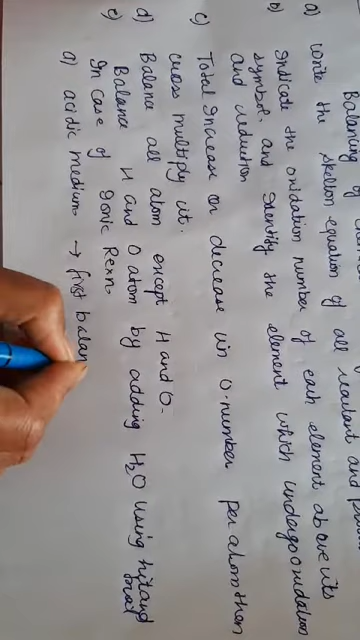 Balancing of
a) write the skelton equation of all reactant and
b) Indicate the oxidation number of each element above its
symbol. and Identify the element which undergo oxidation
and reduction
c) Total Increase or decrease in O.number per atom then
cross multiply it.
d) Balance all atom except H and O.
e) Balance H and O atom by adding H2O using hit and trial
In case of Ionic Rexn.
a) acidic medium → first balan